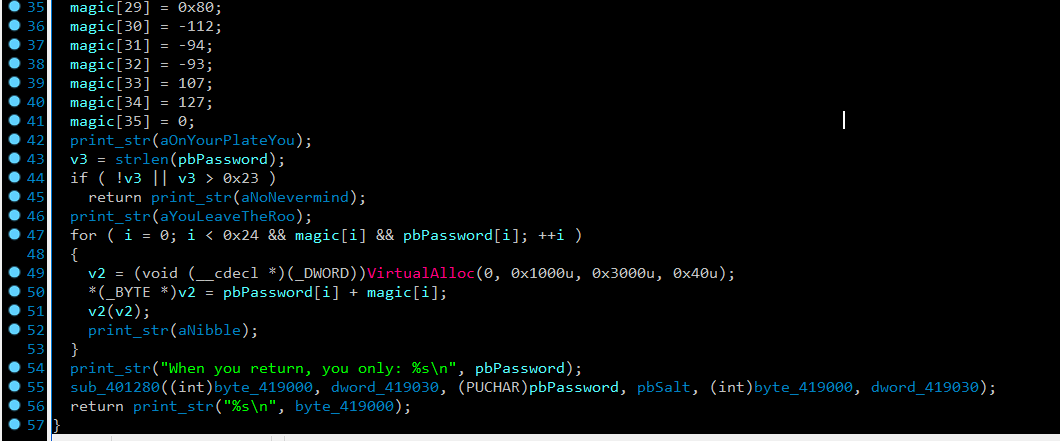 35 magic[29] = 0x80;
36 magic[30] = -112;
37 magic[31] = -94;
38 magic[32] = -93;
39 magic[33] = 107;
40 magic[34] = 127;
41 magic[35] = 0;
42 print_str(aOnYourPlateYou);
43 v3 = strlen(pbPassword);
44 if ( !v3 || v3 > 0x23 )
45 return print_str(aNoNevermind);
46 print_str(aYouLeaveTheRoo);
47 for ( i = 0; i < 0x24 && magic[i] && pbPassword[i]; ++i )
48 {
49 v2 = (void (__cdecl *)(_DWORD))VirtualAlloc(0, 0x1000u, 0x3000u, 0x40u);
50 *(_BYTE *)v2 = pbPassword[i] + magic[i];
51 v2(v2);
52 print_str(aNibble);
53 }
54 print_str("When you return, you only: %s\n", pbPassword);
55 sub_401280((int)byte_419000, dword_419030, (PUCHAR)pbPassword, pbSalt, (int)byte_419000, dword_419030);
56 return print_str("%s\n", byte_419000);
57 }